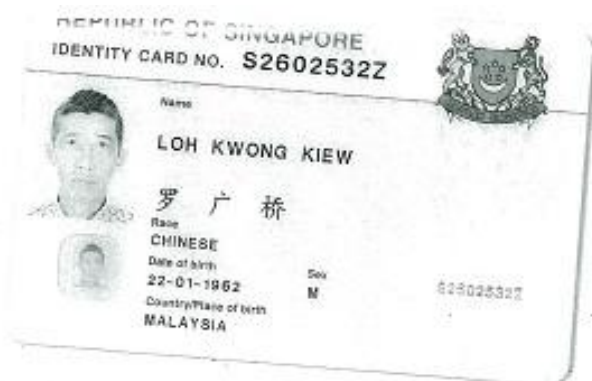 REPUBLIC OF SINGAPORE
IDENTITY CARD NO. S2602532Z
Name
LOH KWONG KIEW
罗 广 桥
Race
CHINESE
Date of birth
22-01-1962
Sex
M
S2602532Z
Country/Place of birth
MALAYSIA